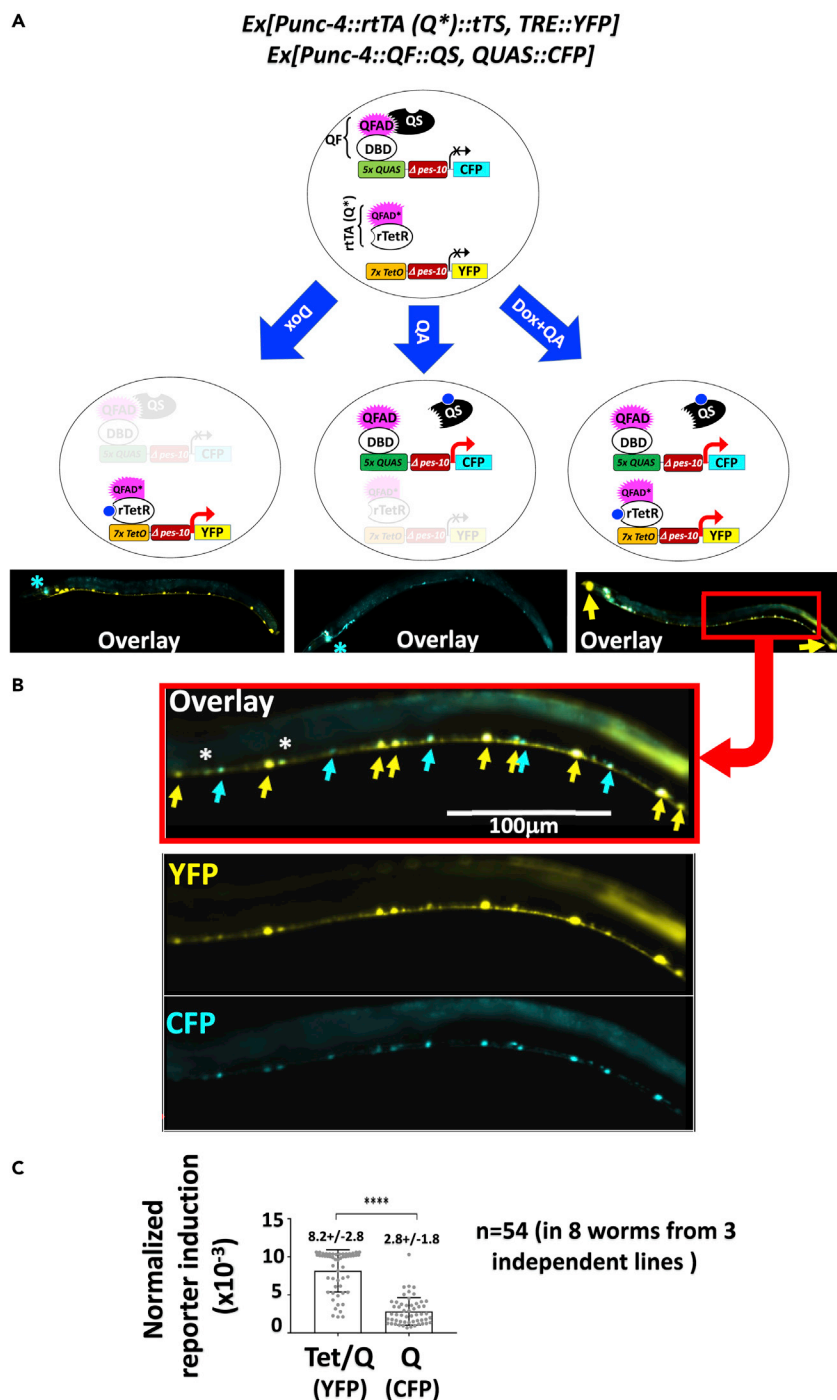 A
Ex[Punc-4::rtTA (Q*)::tTS, TRE::YFP]
Ex[Punc-4::QF::QS, QUAS::CFP]
QF
QFAD
QS
DBD
5x QUAS
Δ pes-10
CFP
rtTA (Q*)
QFAD*
rTetR
7x TetO
Δ pes-10
YFP
Dox
QA
Dox+QA
QFAD
QS
DBD
5x QUAS
Δ pes-10
CFP
QFAD*
rTetR
7x TetO
Δ pes-10
YFP
QFAD
QS
DBD
5x QUAS
Δ pes-10
CFP
QFAD*
rTetR
7x TetO
Δ pes-10
YFP
QFAD
QS
DBD
5x QUAS
Δ pes-10
CFP
QFAD*
rTetR
7x TetO
Δ pes-10
YFP
*
Overlay
*
Overlay
Overlay
B
Overlay
* *
100μm
YFP
CFP
C
Normalized
reporter induction
(x10-3)
15
10
5
0
****
8.2+/-2.8 2.8+/-1.8
Tet/Q Q
(YFP) (CFP)
n=54 (in 8 worms from 3
independent lines )